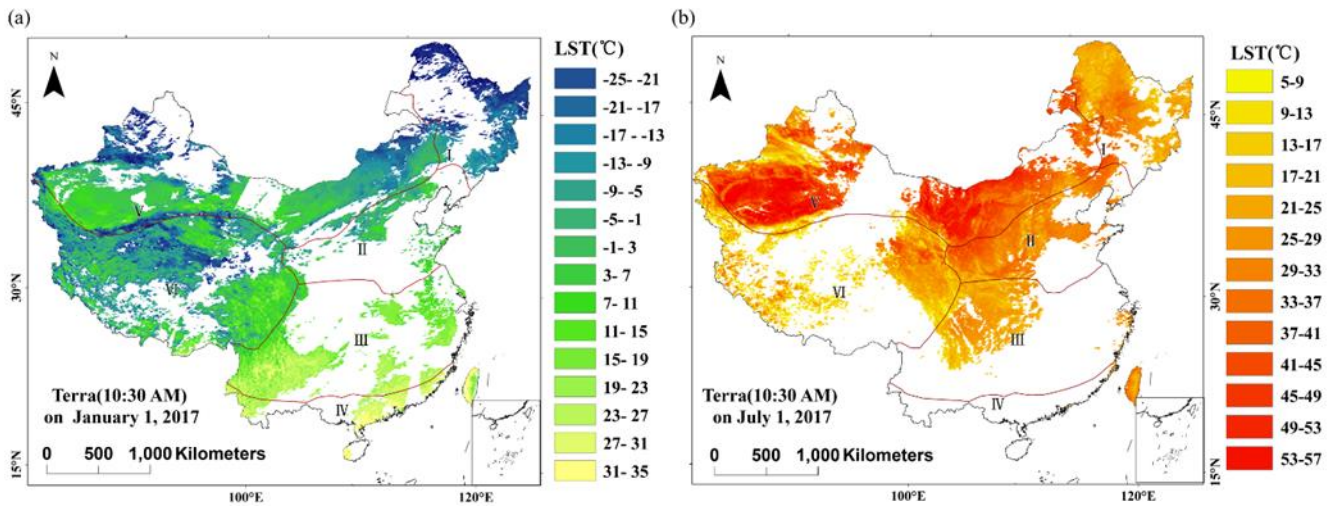 (a)
N
45°N
30°N
15°N
100°E
120°E
I
II
III
IV
V
VI
Terra(10:30 AM)
on January 1, 2017
0 500 1,000 Kilometers
LST(℃)
-25- -21
-21 - -17
-17 - -13
-13 - -9
-9 - -5
-5 - -1
-1 - 3
3- 7
7- 11
11- 15
15- 19
19- 23
23- 27
27- 31
31- 35
(b)
N
45°N
30°N
15°N
100°E
120°E
I
II
III
IV
V
VI
Terra(10:30 AM)
on July 1, 2017
0 500 1,000 Kilometers
LST(℃)
5-9
9-13
13-17
17-21
21-25
25-29
29-33
33-37
37-41
41-45
45-49
49-53
53-57